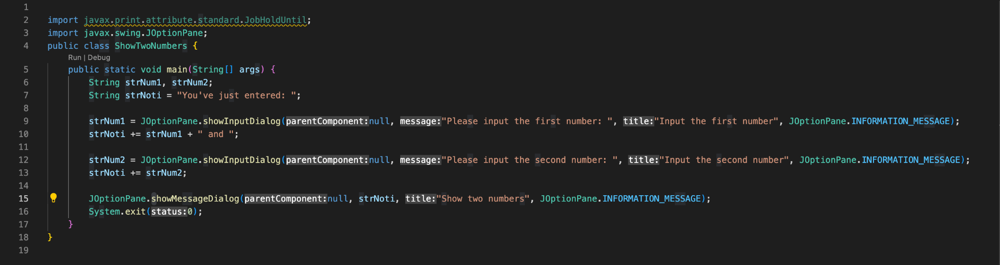 1
2 import javax.print.attribute.standard.JobHoldUntil;
3 import javax.swing.JOptionPane;
4 public class ShowTwoNumbers {
Run | Debug
5 public static void main(String[] args) {
6 String strNum1, strNum2;
7 String strNoti = "You've just entered: ";
8
9 strNum1 = JOptionPane.showInputDialog(parentComponent:null, message:"Please input the first number: ", title:"Input the first number", JOptionPane.INFORMATION_MESSAGE);
10 strNoti += strNum1 + " and ";
11
12 strNum2 = JOptionPane.showInputDialog(parentComponent:null, message:"Please input the second number: ", title:"Input the second number", JOptionPane.INFORMATION_MESSAGE);
13 strNoti += strNum2;
14
15 JOptionPane.showMessageDialog(parentComponent:null, strNoti, title:"Show two numbers", JOptionPane.INFORMATION_MESSAGE);
16 System.exit(status:0);
17 }
18 }
19